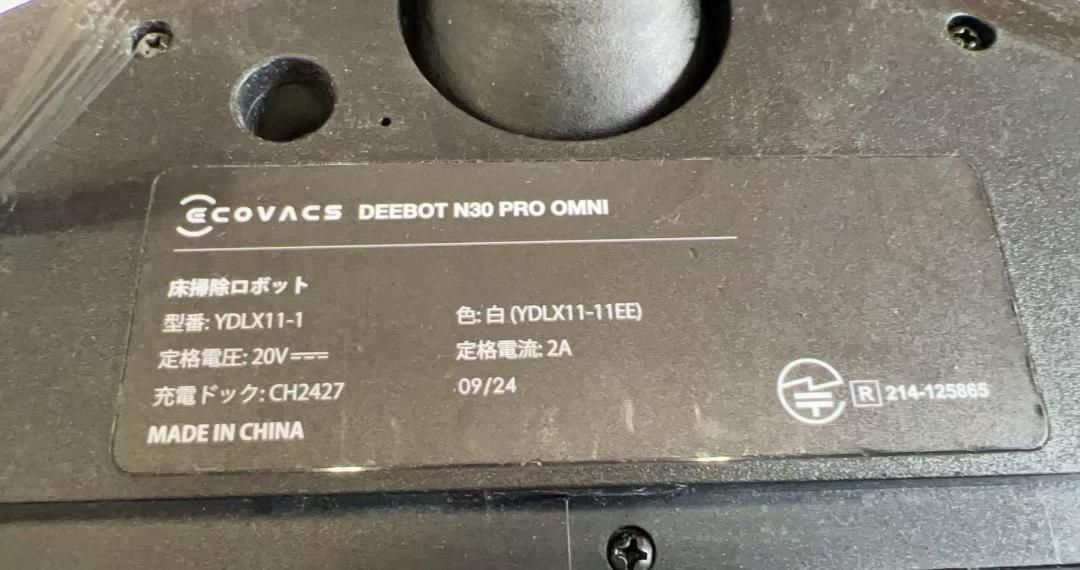 ECOVACS DEEBOT N30 PRO OMNI
床掃除ロボット
型番: YDLX11-1
色: 白 (YDLX11-11EE)
定格電圧: 20V⎓
定格電流: 2A
充電ドック: CH2427
09/24
MADE IN CHINA
R 214-125865